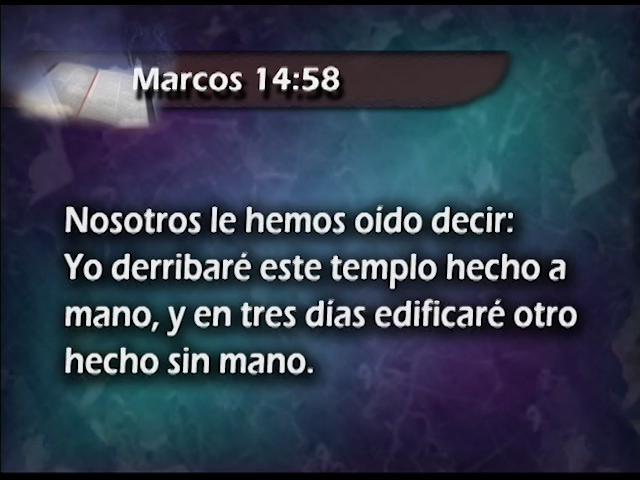 Marcos 14:58
Nosotros le hemos oído decir:
Yo derribaré este templo hecho a
mano, y en tres días edificaré otro
hecho sin mano.